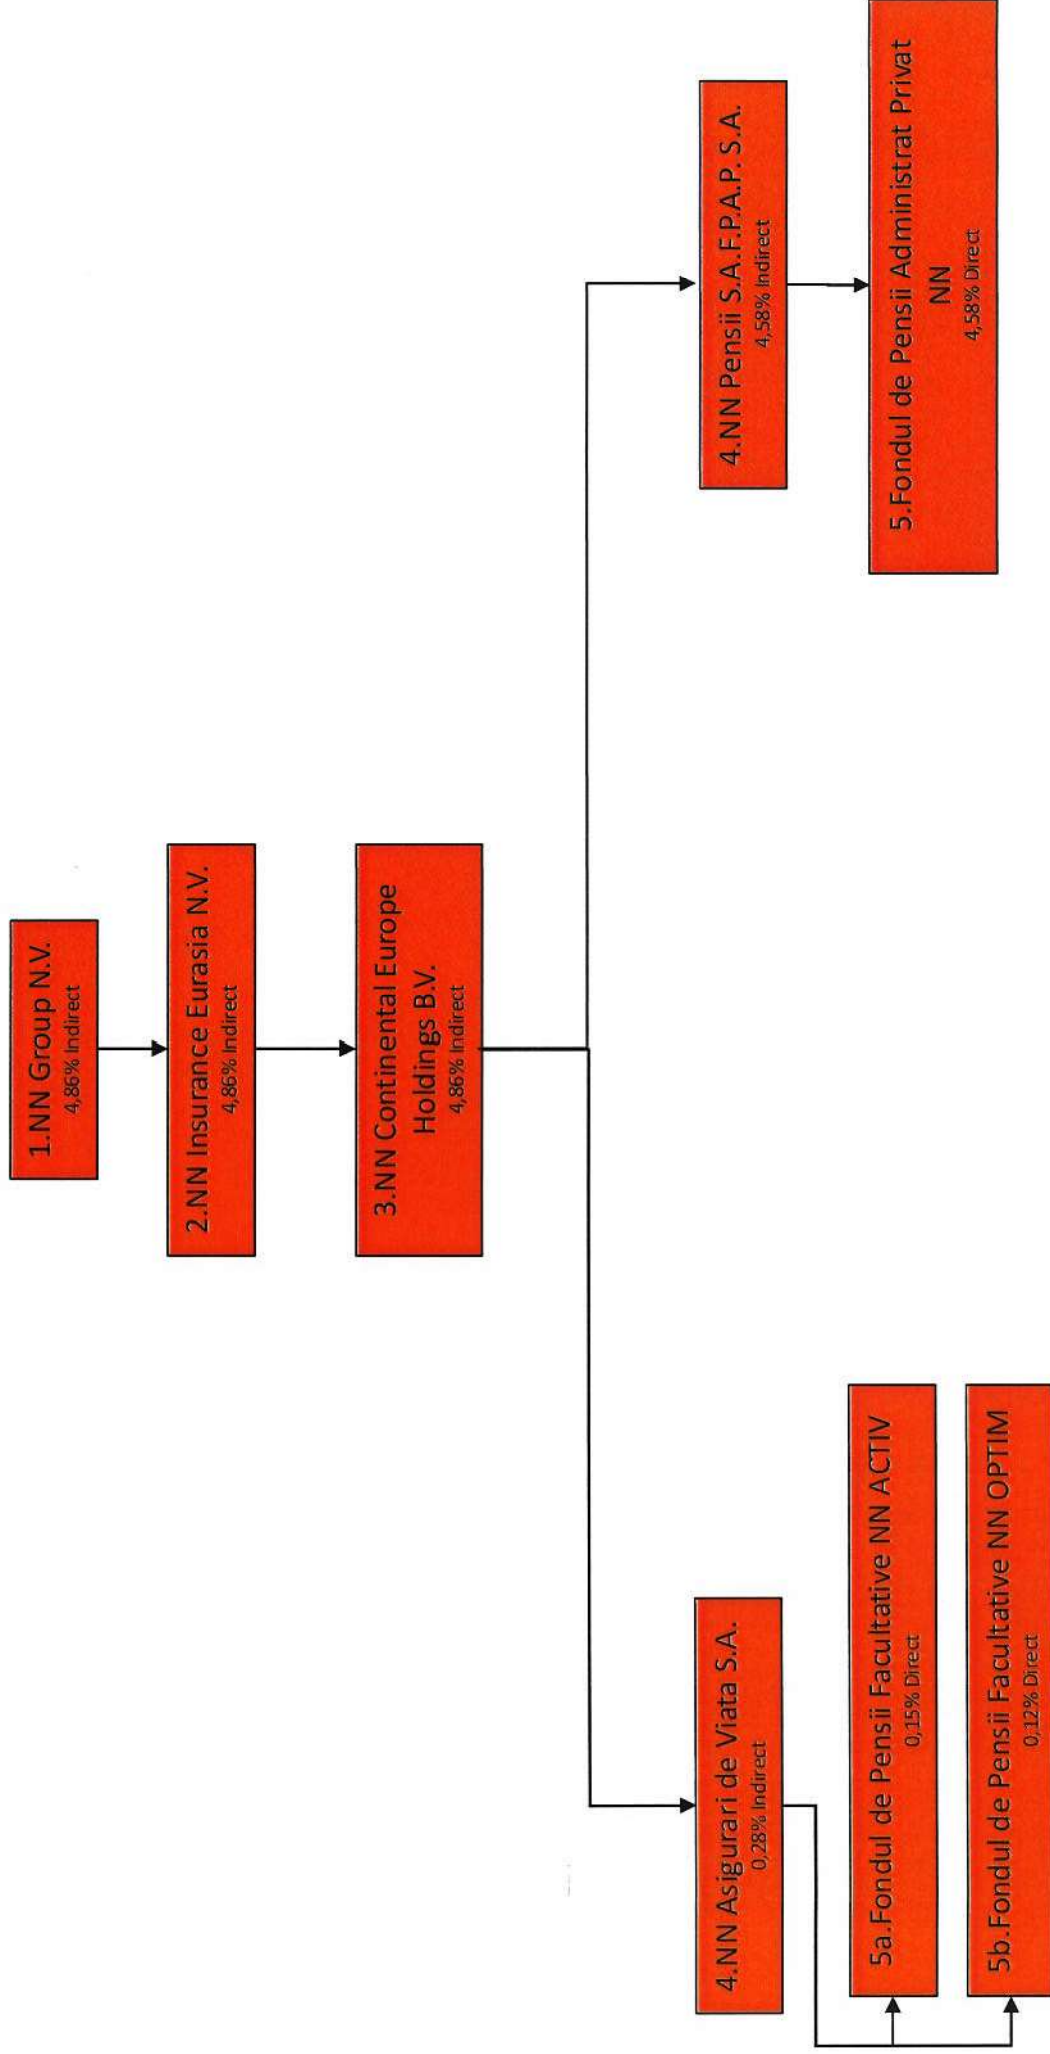 1.NN Group N.V.
4,86% Indirect
2.NN Insurance Eurasia N.V.
4,86% Indirect
3.NN Continental Europe
Holdings B.V.
4,86% Indirect
4.NN Asigurari de Viata S.A.
0,28% Indirect
5a.Fondul de Pensii Facultative NN ACTIV
0,15% Direct
5b.Fondul de Pensii Facultative NN OPTIM
0,12% Direct
4.NN Pensii S.A.F.P.A.P. S.A.
4,58% Indirect
5.Fondul de Pensii Administrat Privat
NN
4,58% Direct